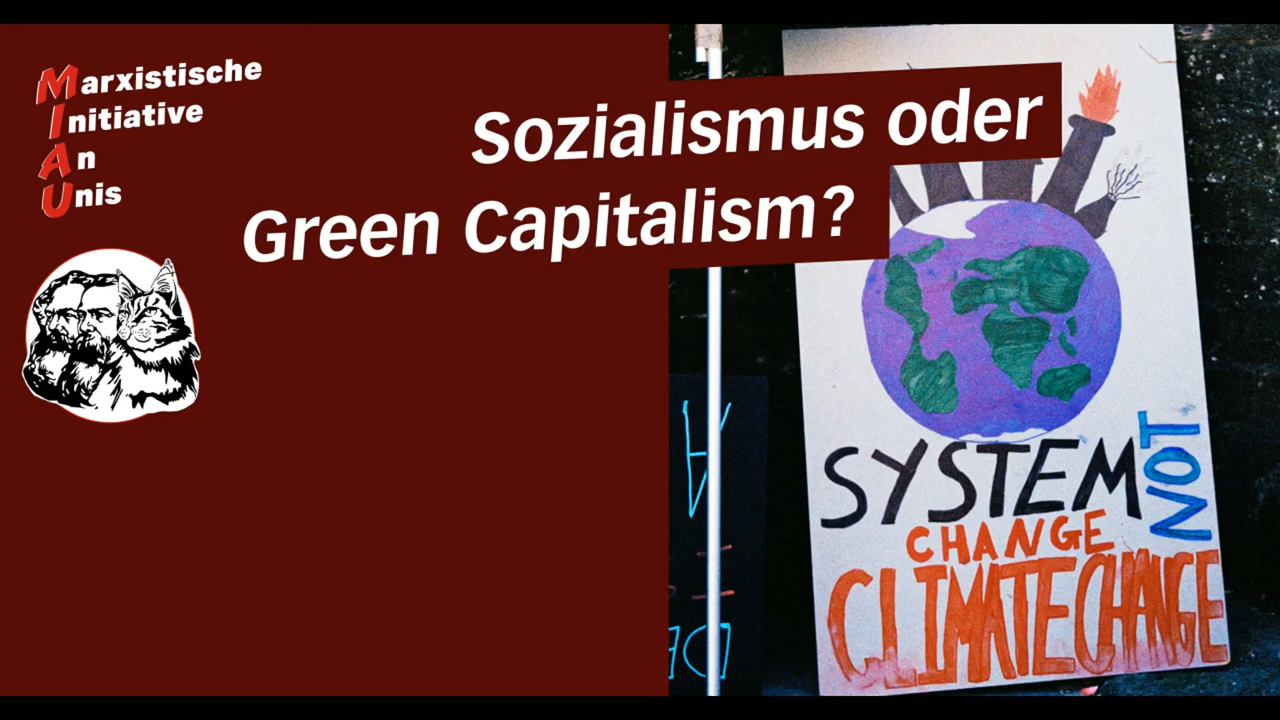 Marxistische
Initiative
An
Unis
Sozialismus oder
Green Capitalism?
SYSTEM
CHANGE
NOT
CLIMATE CHANGE